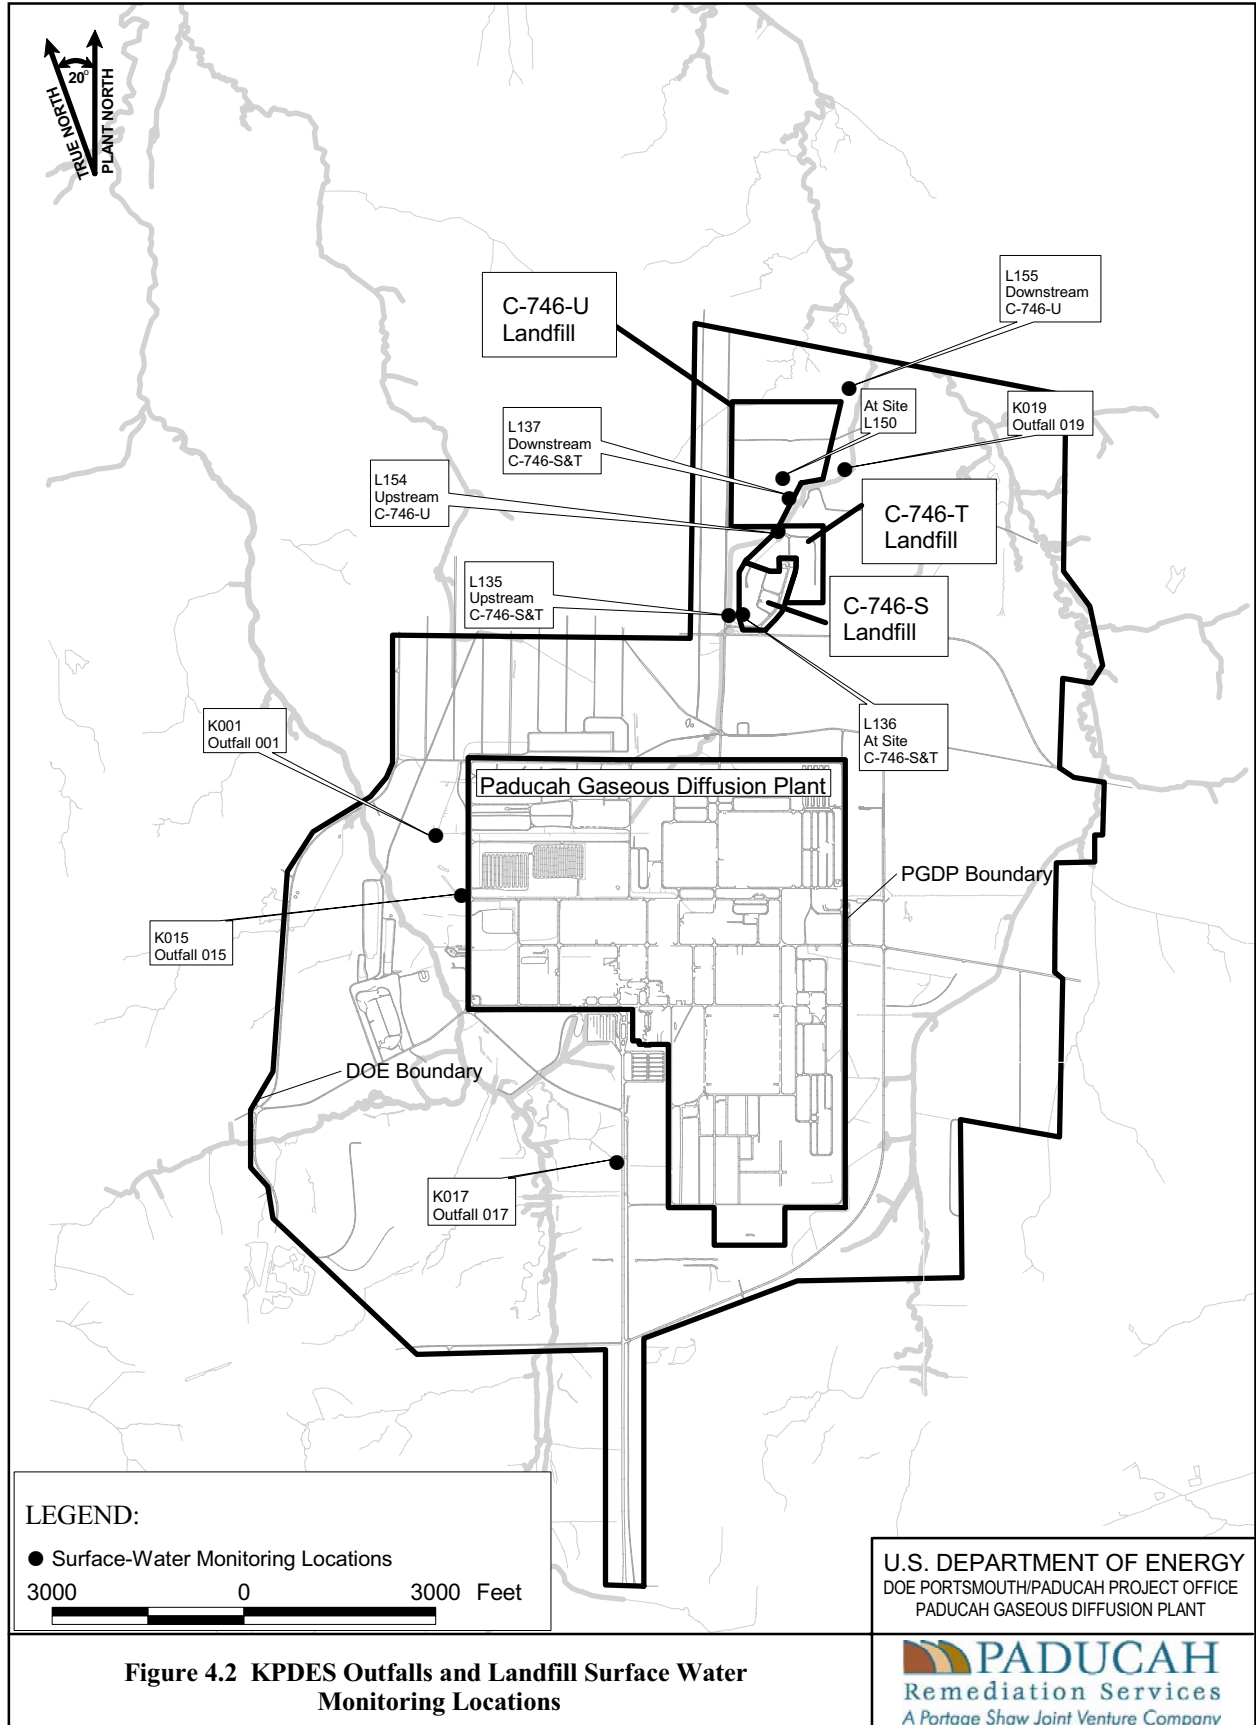 20°
TRUE NORTH
PLANT NORTH
L155
Downstream
C-746-U
C-746-U
Landfill
At Site
L150
K019
Outfall 019
L137
Downstream
C-746-S&T
L154
Upstream
C-746-U
C-746-T
Landfill
L135
Upstream
C-746-S&T
C-746-S
Landfill
K001
Outfall 001
L136
At Site
C-746-S&T
Paducah Gaseous Diffusion Plant
PGDP Boundary
K015
Outfall 015
DOE Boundary
K017
Outfall 017
LEGEND:
Surface-Water Monitoring Locations
3000 0 3000 Feet
U.S. DEPARTMENT OF ENERGY
DOE PORTSMOUTH/PADUCAH PROJECT OFFICE
PADUCAH GASEOUS DIFFUSION PLANT
Figure 4.2 KPDES Outfalls and Landfill Surface Water
Monitoring Locations
PADUCAH
Remediation Services
A Portage Shaw Joint Venture Company